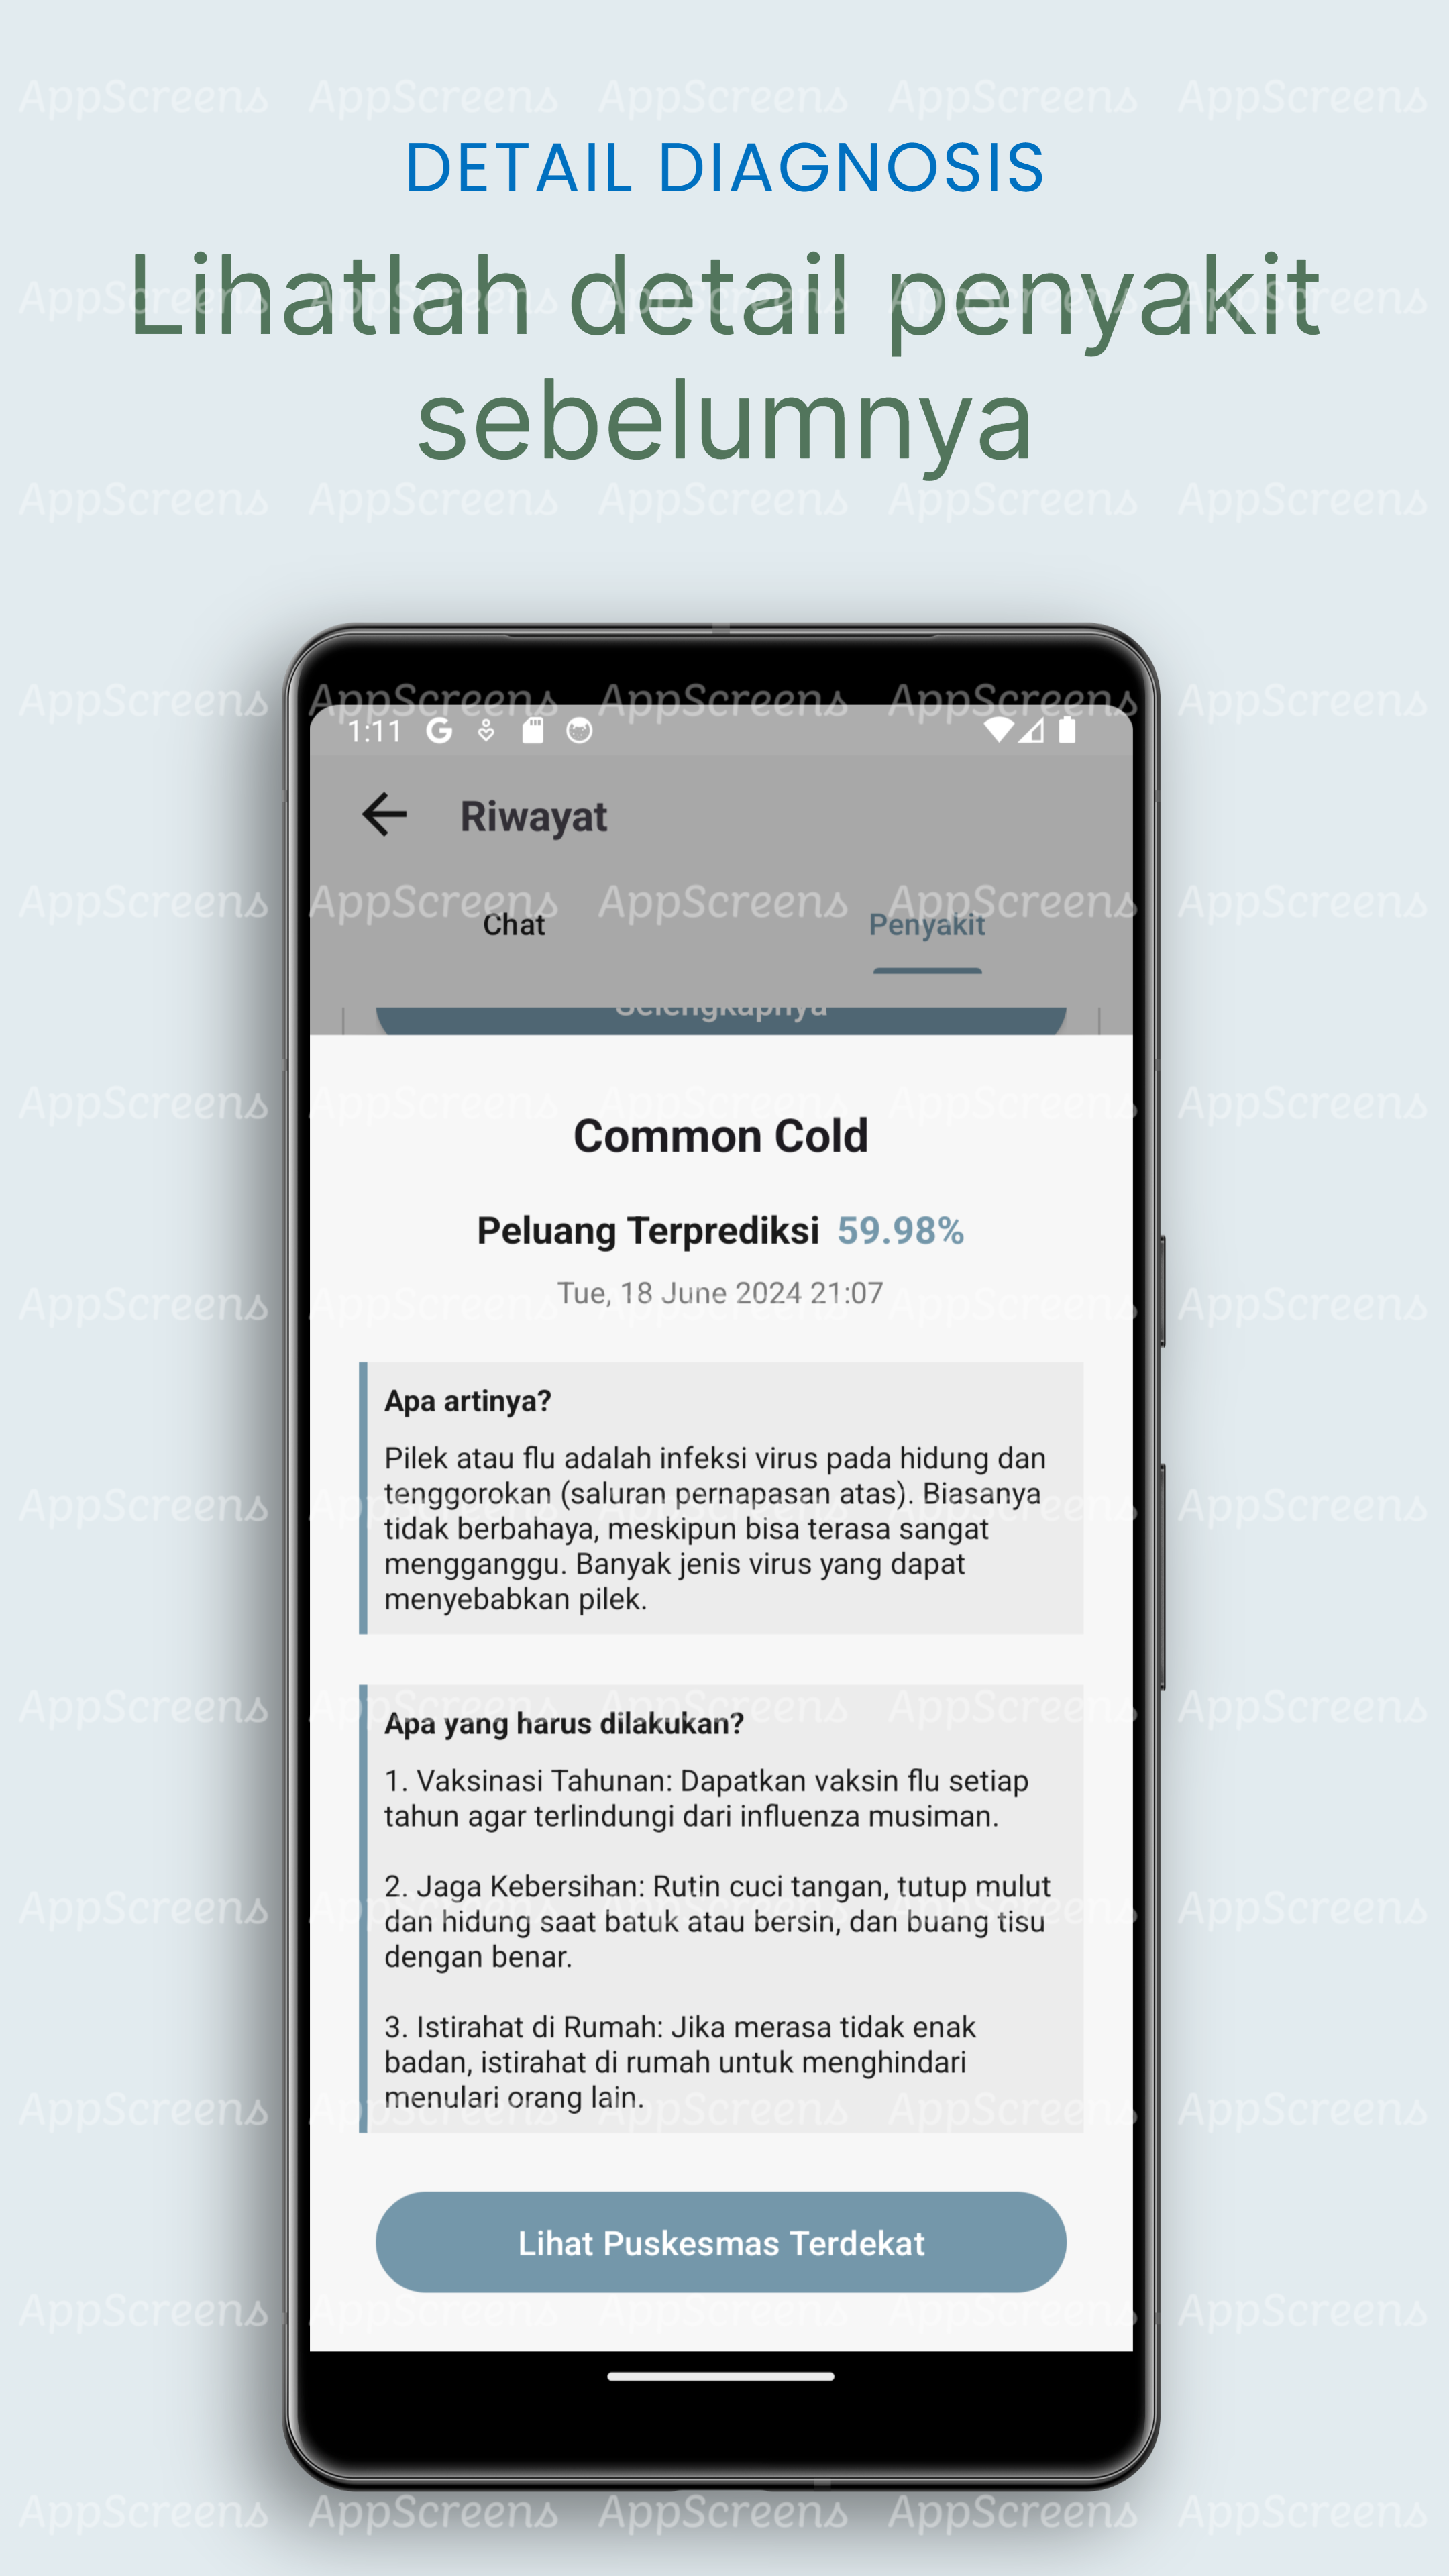 AppScreens AppScreens AppScreens AppScreens AppScreens
DETAIL DIAGNOSIS
Lihatlah detail penyakit
sebelumnya
1:11
Riwayat
Chat
Penyakit
Selengkapnya
Common Cold
Peluang Terprediksi 59.98%
Tue, 18 June 2024 21:07
Apa artinya?
Pilek atau flu adalah infeksi virus pada hidung dan
tenggorokan (saluran pernapasan atas). Biasanya
tidak berbahaya, meskipun bisa terasa sangat
mengganggu. Banyak jenis virus yang dapat
menyebabkan pilek.
Apa yang harus dilakukan?
1. Vaksinasi Tahunan: Dapatkan vaksin flu setiap
tahun agar terlindungi dari influenza musiman.
2. Jaga Kebersihan: Rutin cuci tangan, tutup mulut
dan hidung saat batuk atau bersin, dan buang tisu
dengan benar.
3. Istirahat di Rumah: Jika merasa tidak enak
badan, istirahat di rumah untuk menghindari
menulari orang lain.
Lihat Puskesmas Terdekat